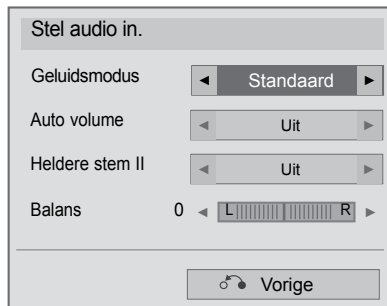 Stel audio in.
Geluidsmodus ◄ Standaard ►
Auto volume ◄ Uit ►
Heldere stem II ◄ Uit ►
Balans 0 ◄ L R ►
Vorige